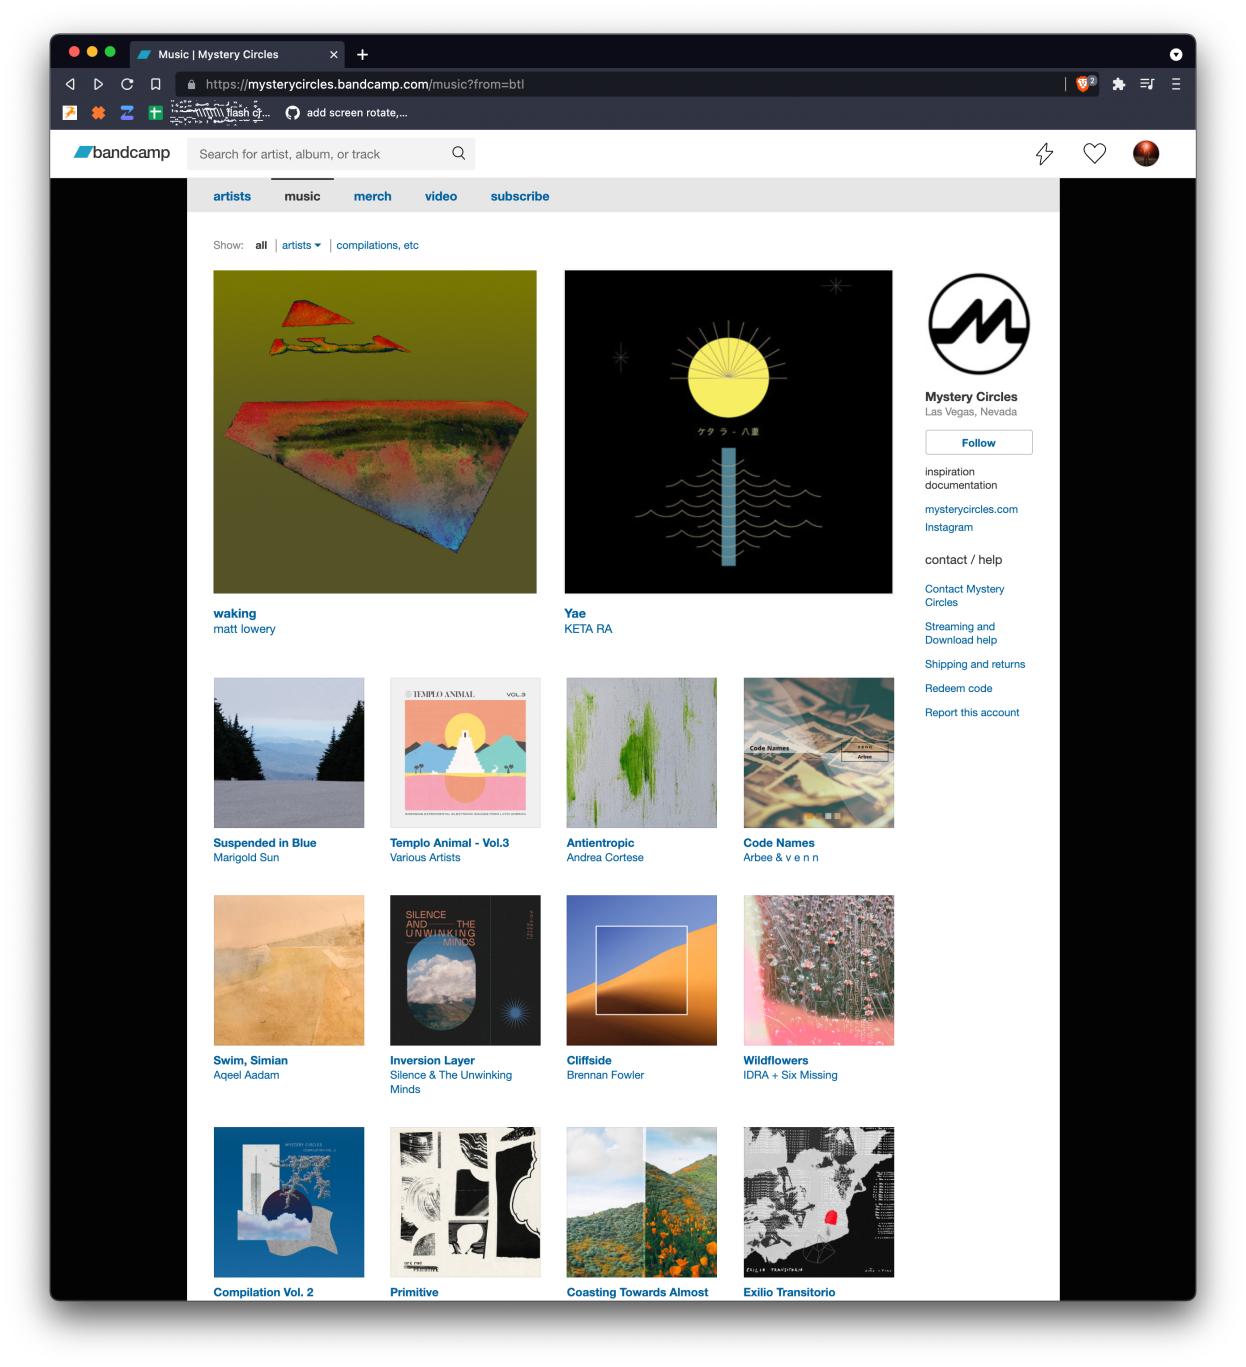 Music | Mystery Circles
https://mysterycircles.bandcamp.com/music?from=btl
2
flash c...
add screen rotate,...
bandcamp
Search for artist, album, or track
artists
music
merch
video
subscribe
Show: all | artists | compilations, etc
ケタ ラ - 八重
waking
matt lowery
Yae
KETA RA
Mystery Circles
Las Vegas, Nevada
Follow
inspiration
documentation
mysterycircles.com
Instagram
contact / help
Contact Mystery
Circles
Streaming and
Download help
Shipping and returns
Redeem code
Report this account
TEMPLO ANIMAL
VOL.3
Code Names
Arbee
Suspended in Blue
Marigold Sun
Templo Animal - Vol.3
Various Artists
Antientropic
Andrea Cortese
Code Names
Arbee & v e n n
SILENCE
AND THE
UNWINKING
MINDS
Swim, Simian
Aqeel Aadam
Inversion Layer
Silence & The Unwinking
Minds
Cliffside
Brennan Fowler
Wildflowers
IDRA + Six Missing
MYSTERY CIRCLES
COMPILATION VOL. 2
EXILIO TRANSITORIO
Compilation Vol. 2
Primitive
Coasting Towards Almost
Exilio Transitorio